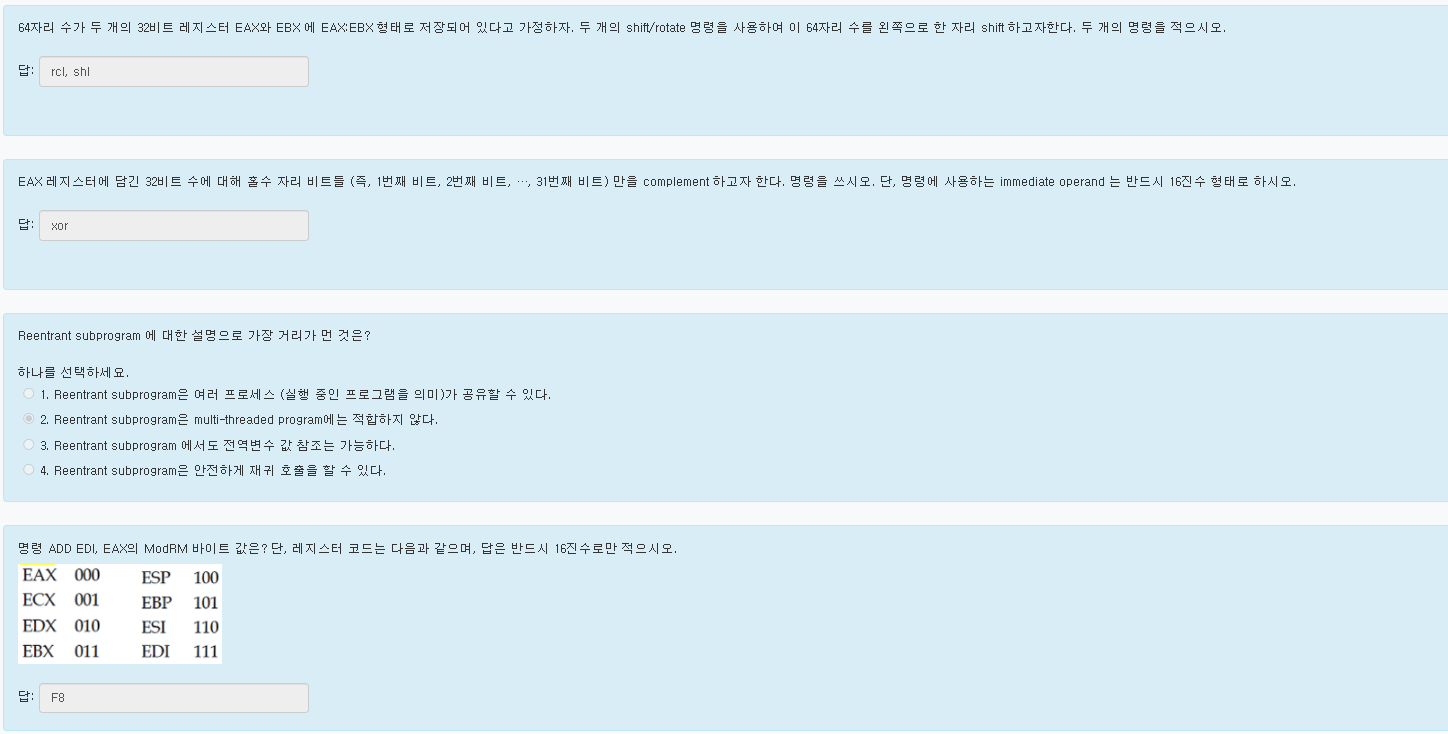 64자리 수가 두 개의 32비트 레지스터 EAX와 EBX 에 EAX:EBX 형태로 저장되어 있다고 가정하자. 두 개의 shift/rotate 명령을 사용하여 이 64자리 수를 왼쪽으로 한 자리 shift 하고자한다. 두 개의 명령을 적으시오.
답: rcl, shl
EAX 레지스터에 담긴 32비트 수에 대해 홀수 자리 비트들 (즉, 1번째 비트, 2번째 비트, …, 31번째 비트) 만을 complement 하고자 한다. 명령을 쓰시오. 단, 명령에 사용하는 immediate operand 는 반드시 16진수 형태로 하시오.
답: xor
Reentrant subprogram 에 대한 설명으로 가장 거리가 먼 것은?
하나를 선택하세요.
1. Reentrant subprogram은 여러 프로세스 (실행 중인 프로그램을 의미)가 공유할 수 있다.
2. Reentrant subprogram은 multi-threaded program에는 적합하지 않다.
3. Reentrant subprogram 에서도 전역변수 값 참조는 가능하다.
4. Reentrant subprogram은 안전하게 재귀 호출을 할 수 있다.
명령 ADD EDI, EAX의 ModRM 바이트 값은? 단, 레지스터 코드는 다음과 같으며, 답은 반드시 16진수로만 적으시오.
EAX 000 ESP 100
ECX 001 EBP 101
EDX 010 ESI 110
EBX 011 EDI 111
답: F8